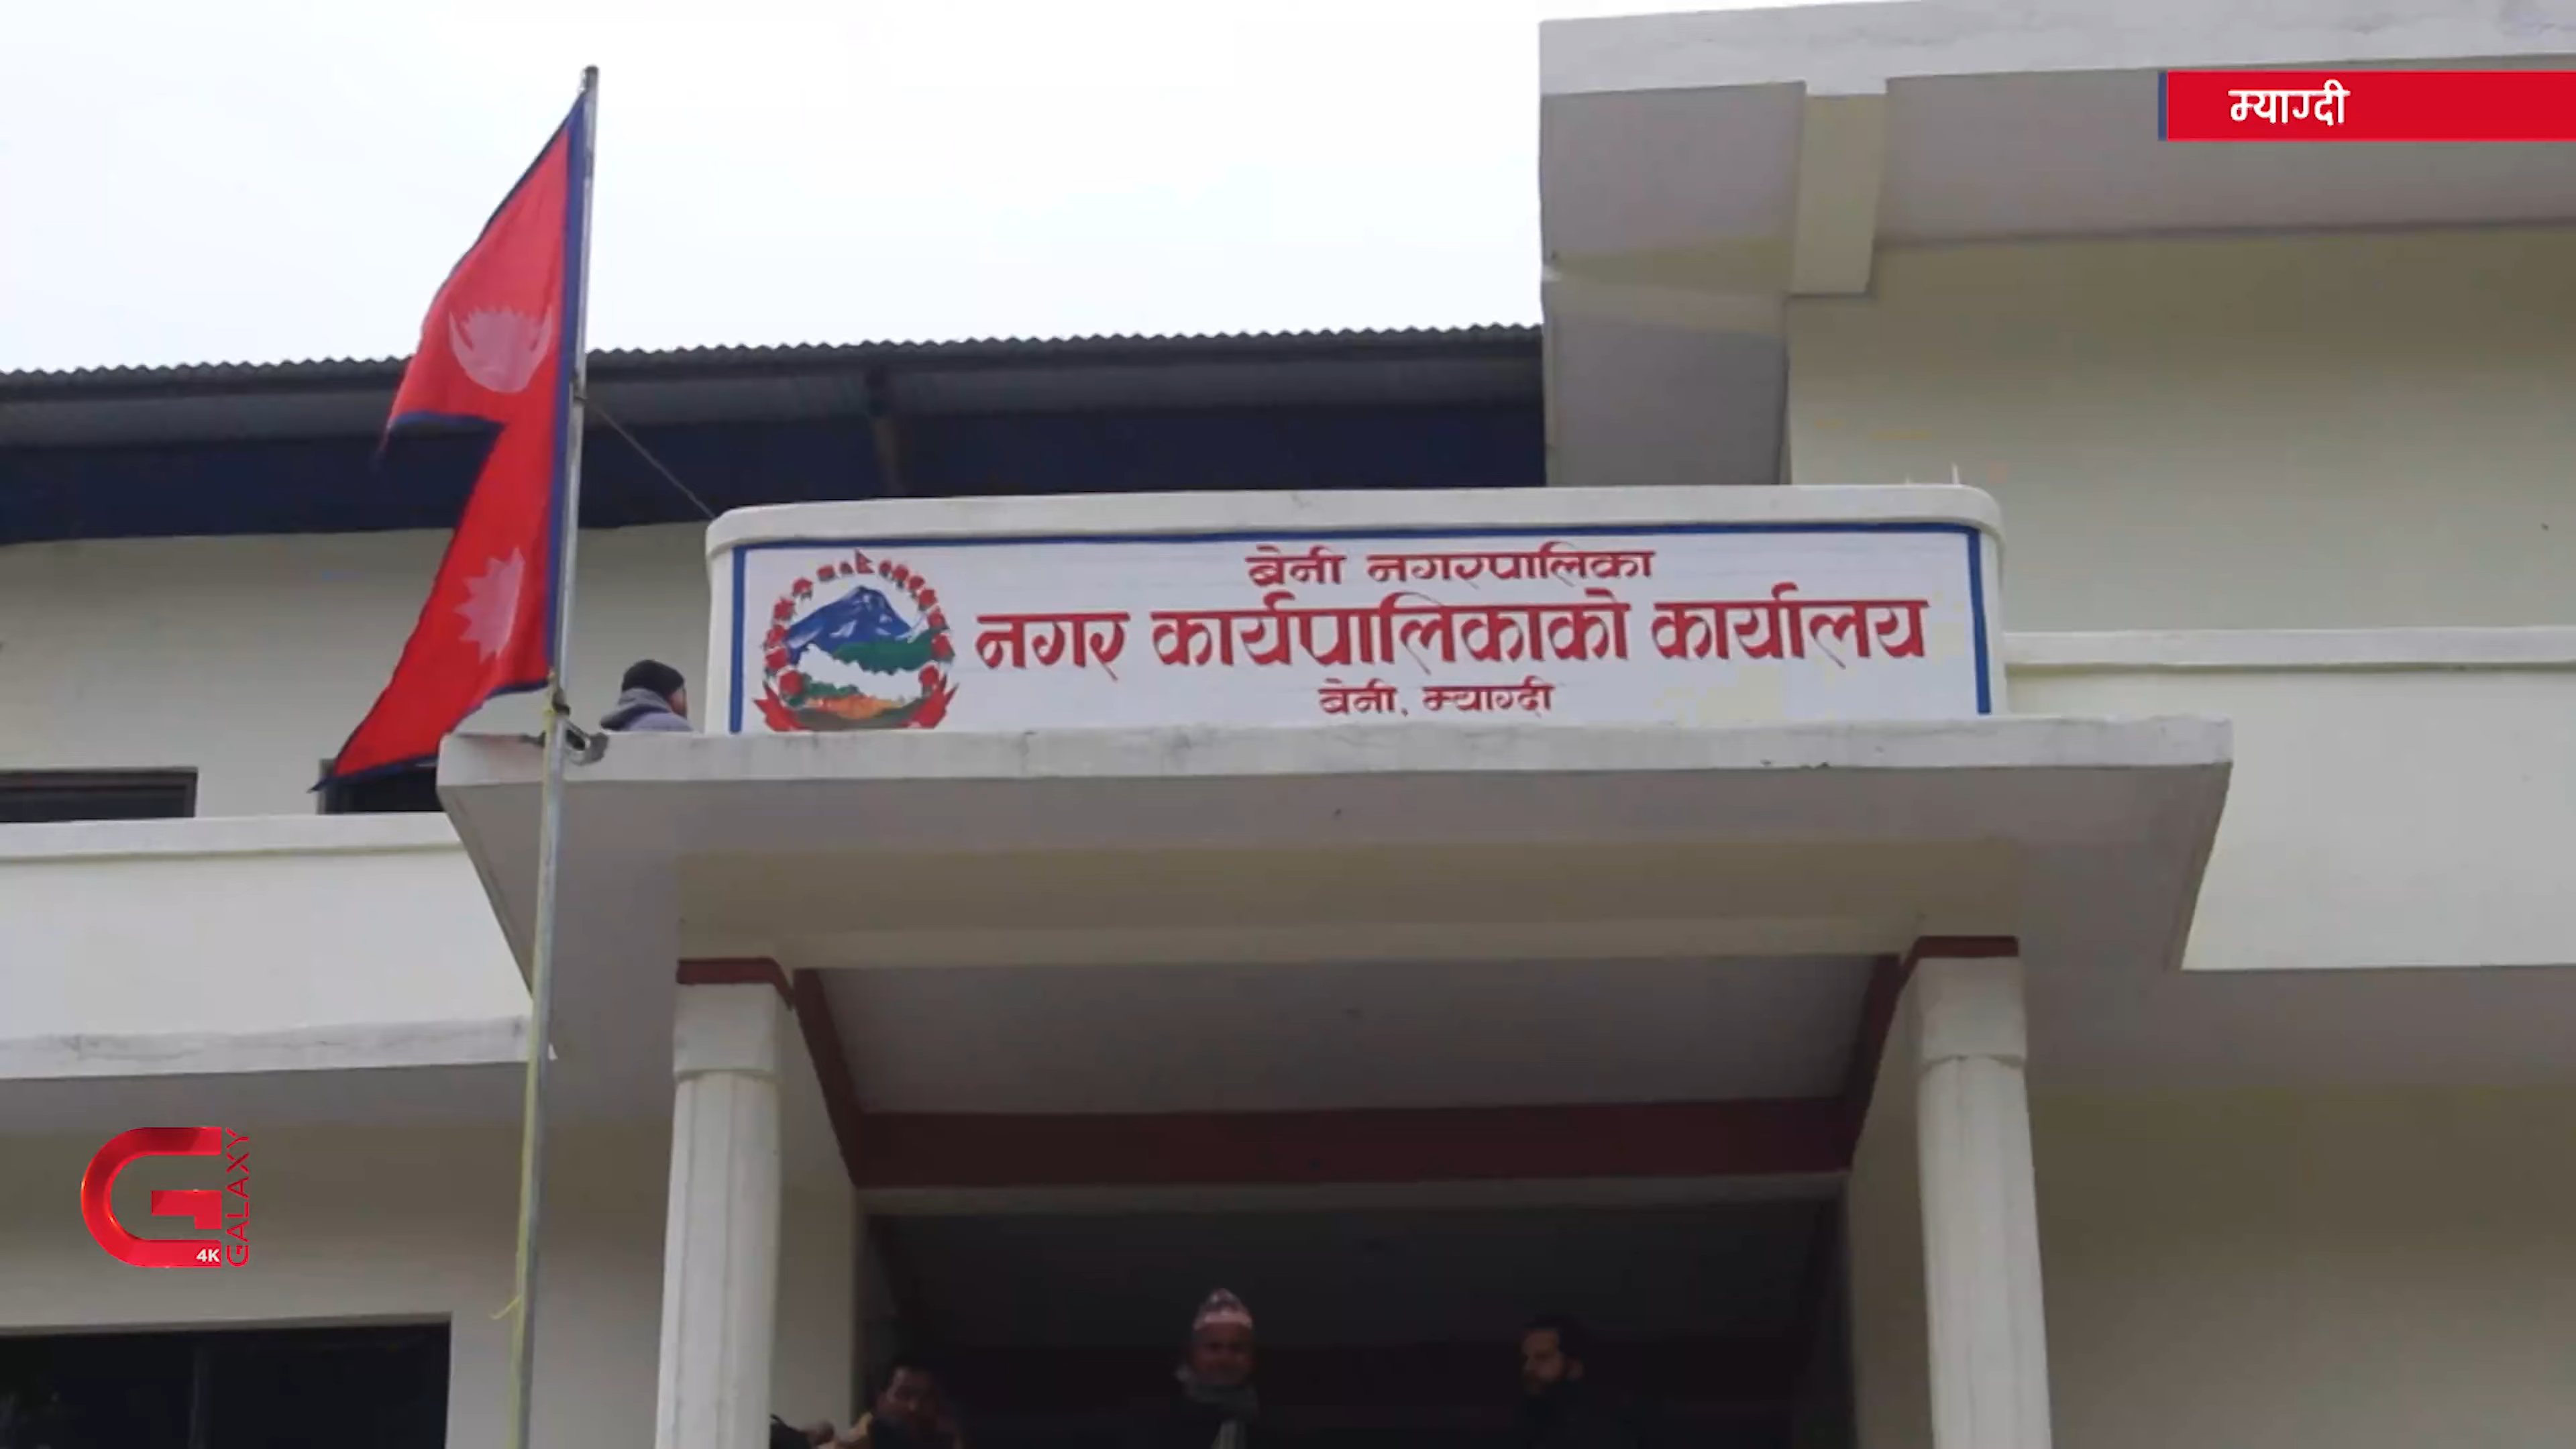 म्याग्दी
बेनी नगरपालिका
नगर कार्यपालिकाको कार्यालय
बेनी, म्याग्दी
GALAXY
4K